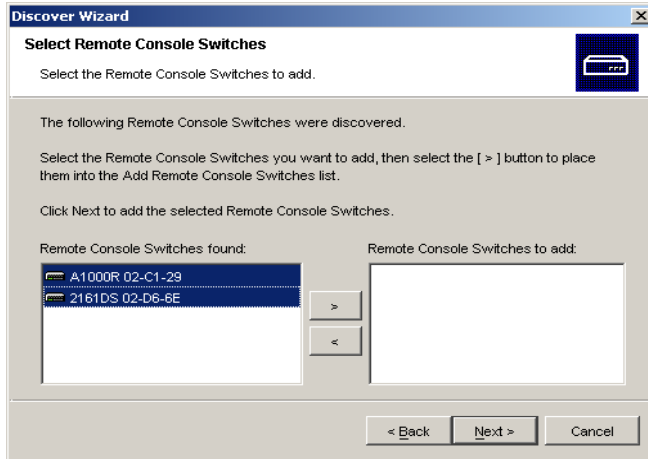 Discover Wizard
Select Remote Console Switches
Select the Remote Console Switches to add.
The following Remote Console Switches were discovered.
Select the Remote Console Switches you want to add, then select the [ > ] button to place
them into the Add Remote Console Switches list.
Click Next to add the selected Remote Console Switches.
Remote Console Switches found:
Remote Console Switches to add:
A1000R 02-C1-29
2161DS 02-D6-6E
>
<
< Back
Next >
Cancel